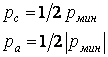 p_c = 1/2 p_мин
p_a = 1/2 |p_мин|